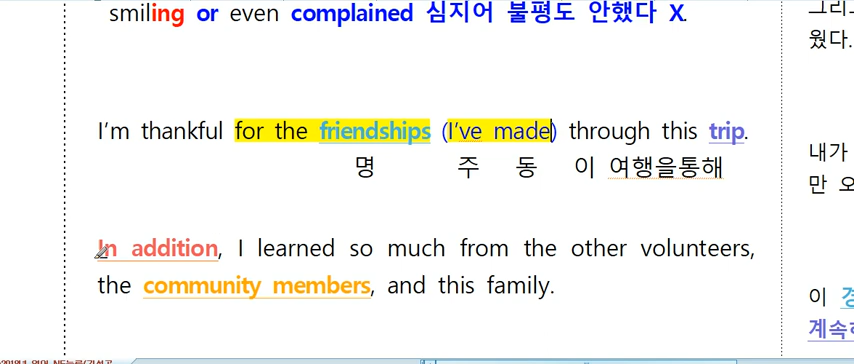 smiling or even complained 심지어 불평도 안했다 X.
그리고
웠다.
I'm thankful for the friendships (I've made) through this trip.
명 주 동 이 여행을통해
내가
만 오
In addition, I learned so much from the other volunteers,
the community members, and this family.
이 경
계속하